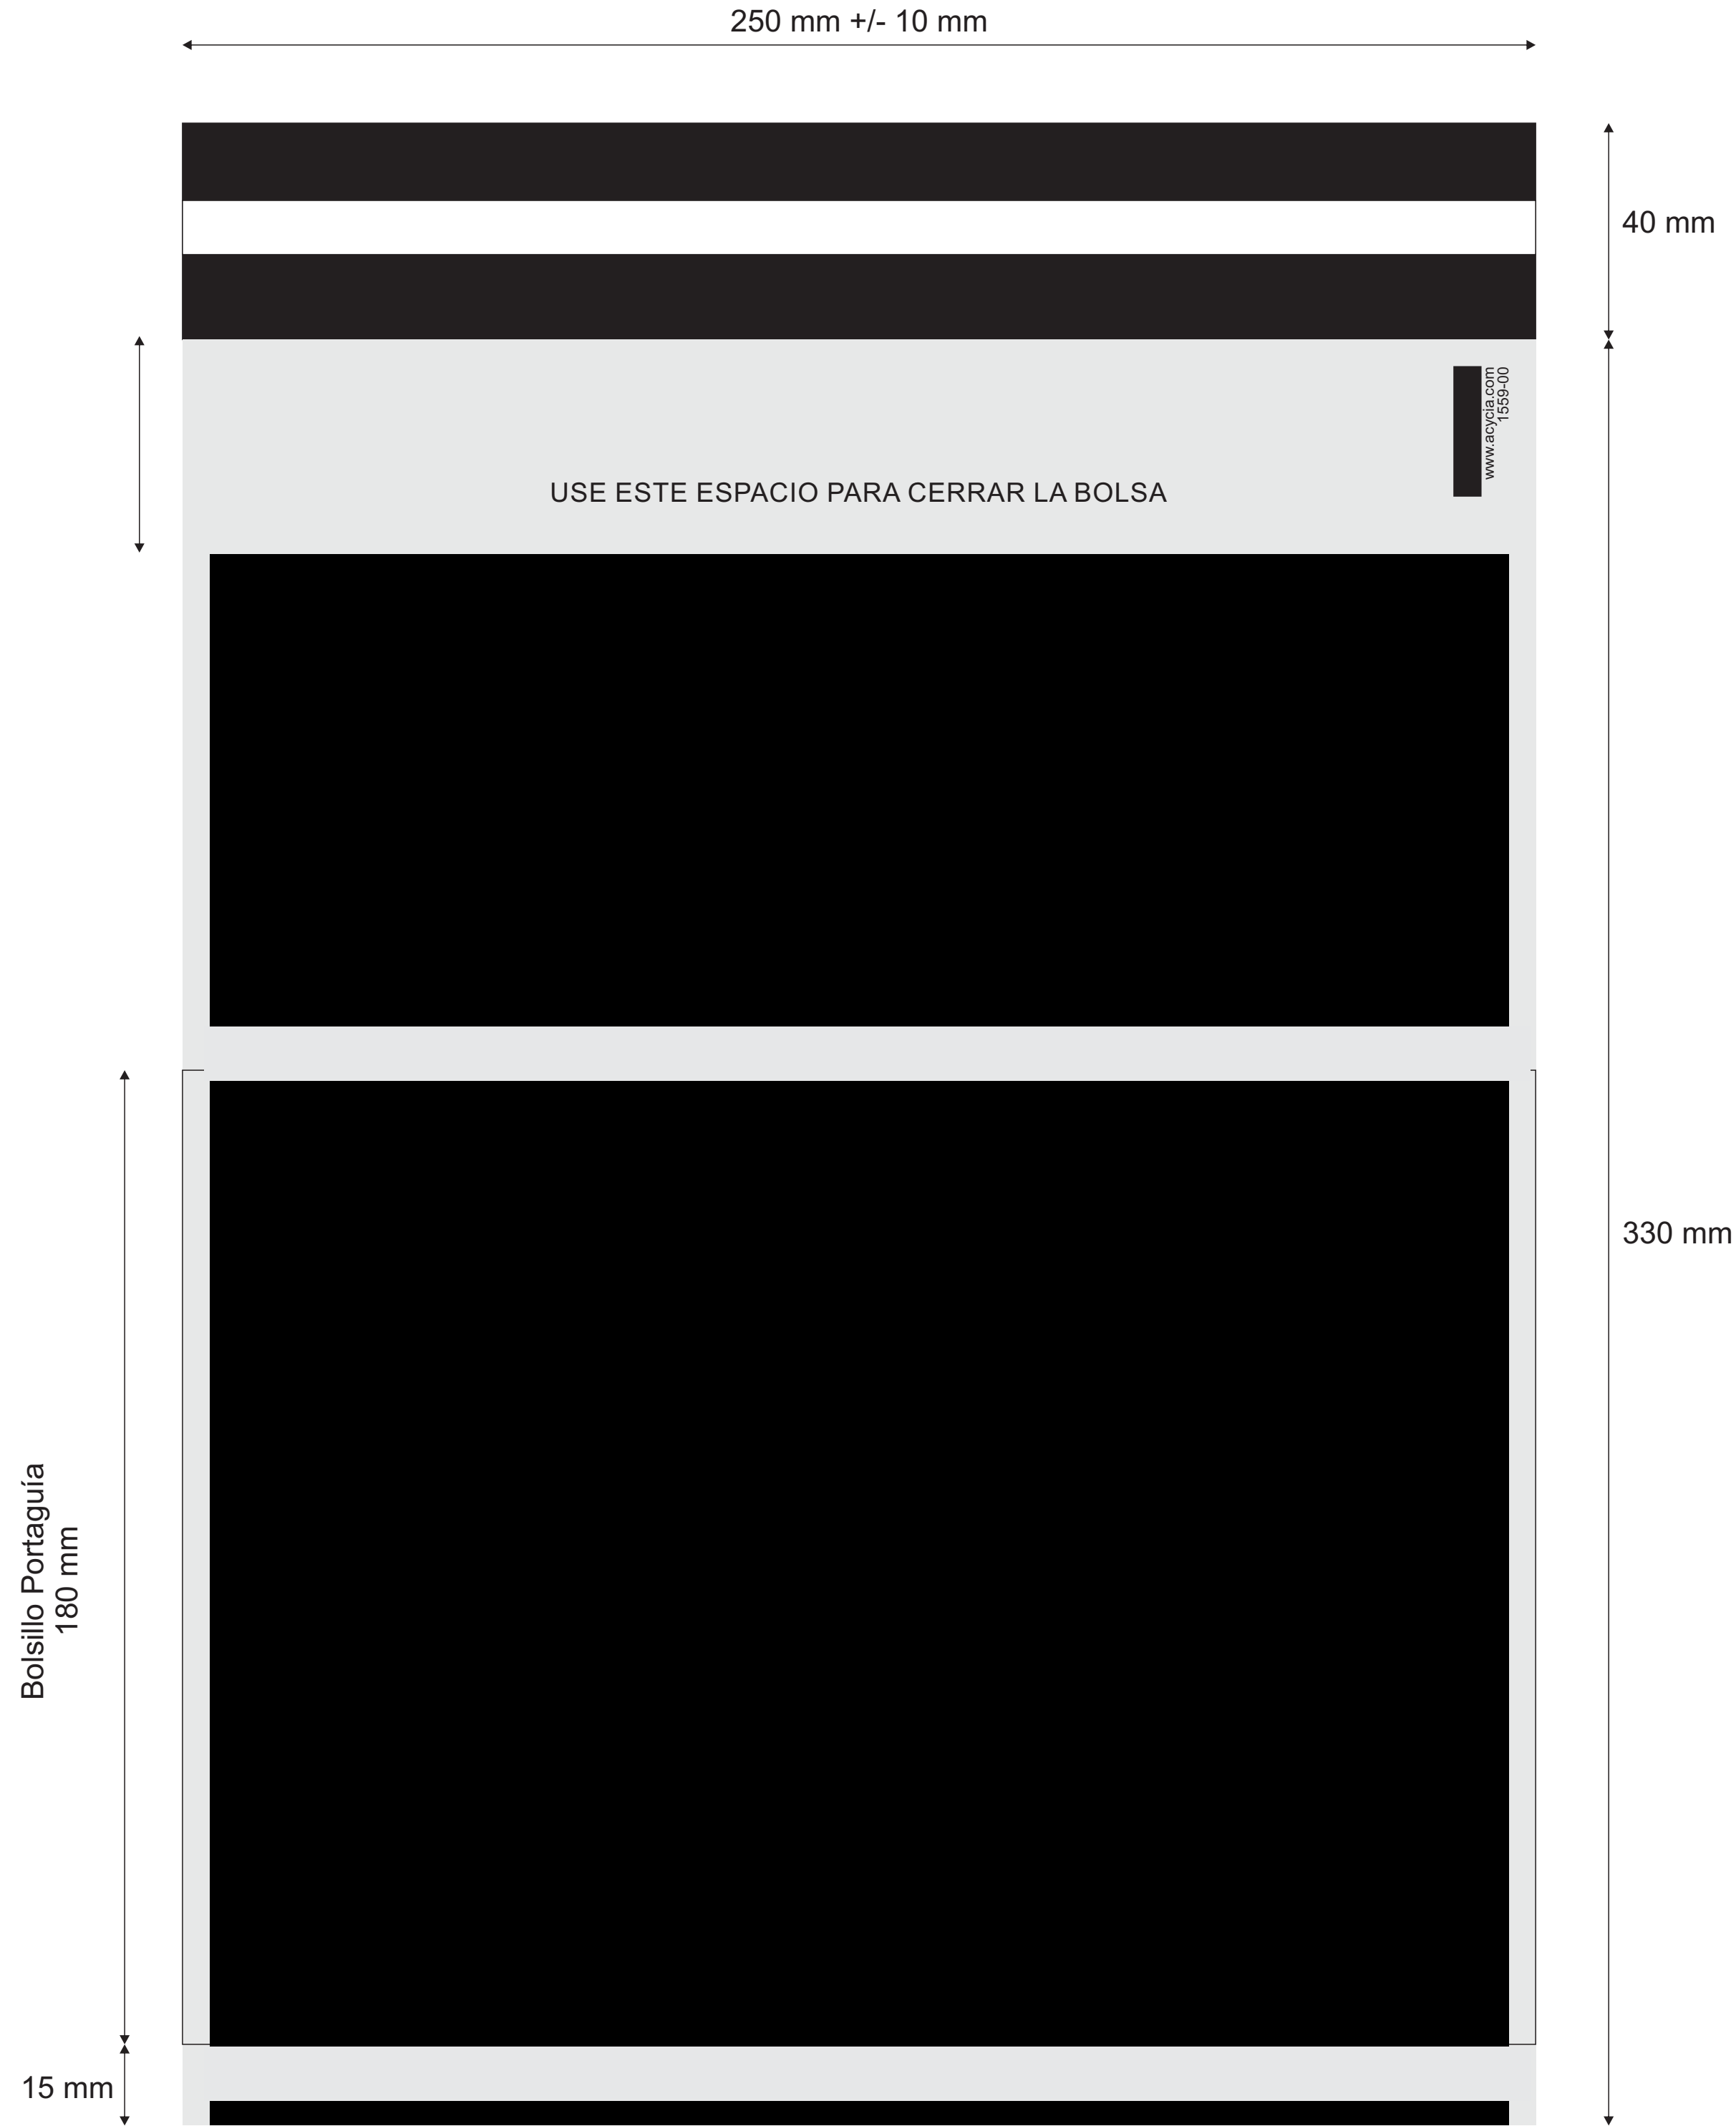 250 mm +/- 10 mm
40 mm
www.acycia.com
1559-00
USE ESTE ESPACIO PARA CERRAR LA BOLSA
330 mm
Bolsillo Portaguía
180 mm
15 mm